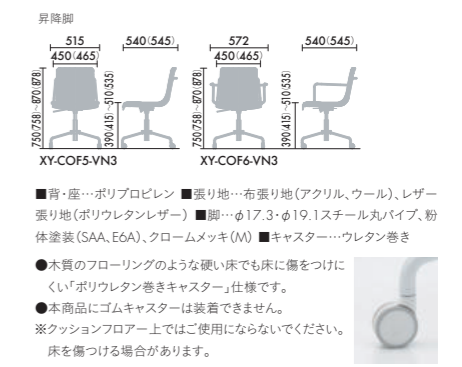 昇降脚
515
540(545)
572
540(545)
450(465)
450(465)
750(758)〜870(878)
390(415)〜510(535)
750(758)〜870(878)
390(415)〜510(535)
XY-COF5-VN3
XY-COF6-VN3
■背・座…ポリプロピレン ■張り地…布張り地(アクリル、ウール)、レザー
張り地(ポリウレタンレザー) ■脚…φ17.3・φ19.1スチール丸パイプ、粉
体塗装(SAA、E6A)、クロームメッキ(M) ■キャスター…ウレタン巻き
●木質のフローリングのような硬い床でも床に傷をつけに
くい「ポリウレタン巻きキャスター」仕様です。
●本商品にゴムキャスターは装着できません。
※クッションフロアー上ではご使用にならないでください。
床を傷つける場合があります。